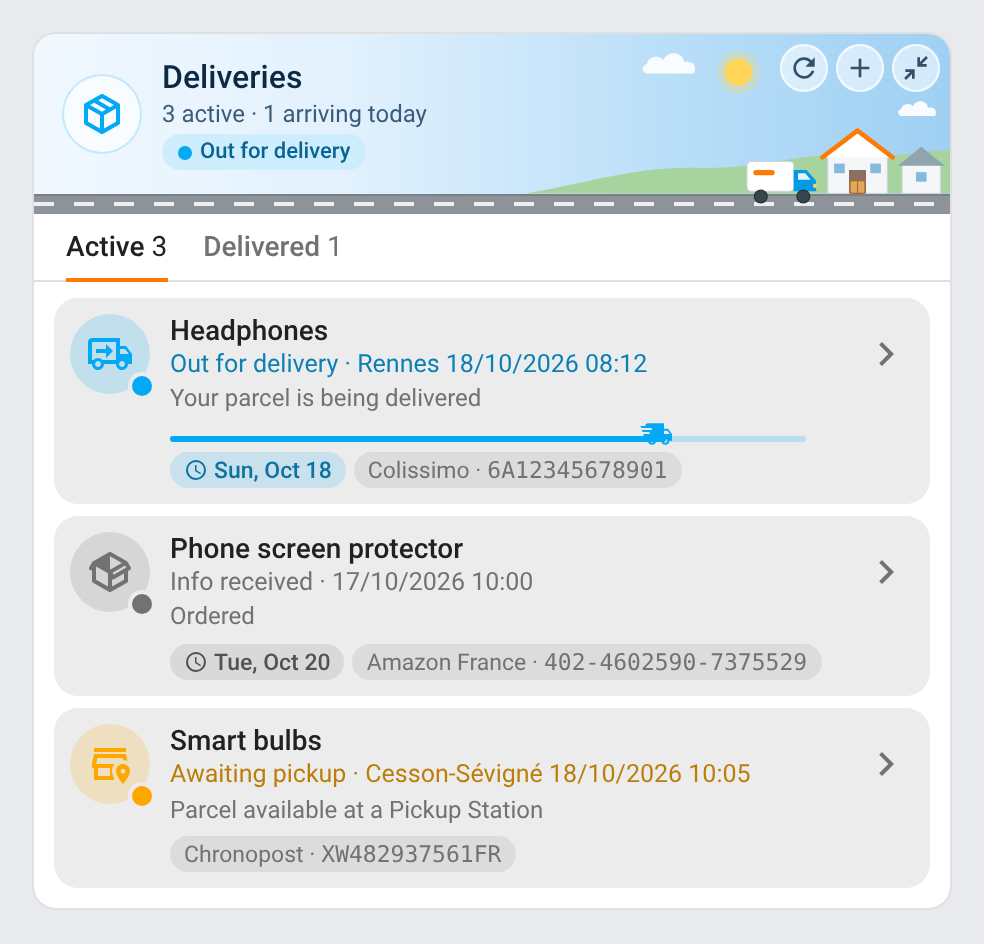 Deliveries
3 active · 1 arriving today
Out for delivery
Active 3
Delivered 1
Headphones
Out for delivery · Rennes 18/10/2026 08:12
Your parcel is being delivered
Sun, Oct 18
Colissimo · 6A12345678901
Phone screen protector
Info received · 17/10/2026 10:00
Ordered
Tue, Oct 20
Amazon France · 402-4602590-7375529
Smart bulbs
Awaiting pickup · Cesson-Sévigné 18/10/2026 10:05
Parcel available at a Pickup Station
Chronopost · XW482937561FR